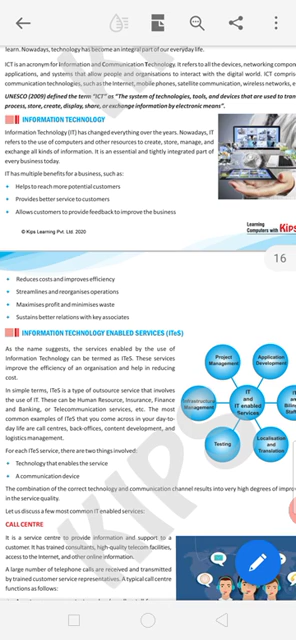 learn. Nowadays, technology has become an integral part of our everyday life.
ICT is an acronym for Information and Communication Technology. It refers to all the devices, networking compon
applications, and systems that allow people and organisations to interact with the digital world. ICT compris
communication technologies, such as the Internet, mobile phones, satellite communication, wireless networks, e
UNESCO (2009) defined the term "ICT" as "The system of technologies, tools, and devices that are used to tran
process, store, create, display, share, or exchange information by electronic means".
INFORMATION TECHNOLOGY
Information Technology (IT) has changed everything over the years. Nowadays, IT
refers to the use of computers and other resources to create, store, manage, and
exchange all kinds of information. It is an essential and tightly integrated part of
every business today.
IT has multiple benefits for a business, such as:
Helps to reach more potential customers
Provides better service to customers
Allows customers to provide feedback to improve the business
© Kips Learning Pvt. Ltd 2020
Learning
Computers with Kips
16
Reduces costs and improves efficiency
Streamlines and reorganises operations
Maximises profit and minimises waste
Sustains better relations with key associates
INFORMATION TECHNOLOGY ENABLED SERVICES (ITeS)
As the name suggests, the services enabled by the use of
Information Technology can be termed as ITeS. These services
improve the efficiency of an organisation and help in reducing
cost.
In simple terms, ITeS is a type of outsource service that involves
the use of IT. These can be Human Resource, Insurance, Finance
and Banking, or Telecommunication services, etc. The most
common examples of ITeS that you come across in your day-to-
day life are call centres, back-offices, content development, and
logistics management.
Project
Management
Application
Development
Infrastructure
Management
IT
and
IT enabled
Services
Testing
Localisation
and
Translation
For each ITeS service, there are two things involved:
Technology that enables the service
A communication device
The combination of the correct technology and communication channel results into very high degrees of impro
in the service quality.
Let us discuss a few most common IT enabled services:
CALL CENTRE
It is a service centre to provide information and support to a
customer. It has trained consultants, high-quality telecom facilities,
access to the Internet, and other online information.
A large number of telephone calls are received and transmitted
by trained customer service representatives. A typical call centre
functions as follows:
KIPS